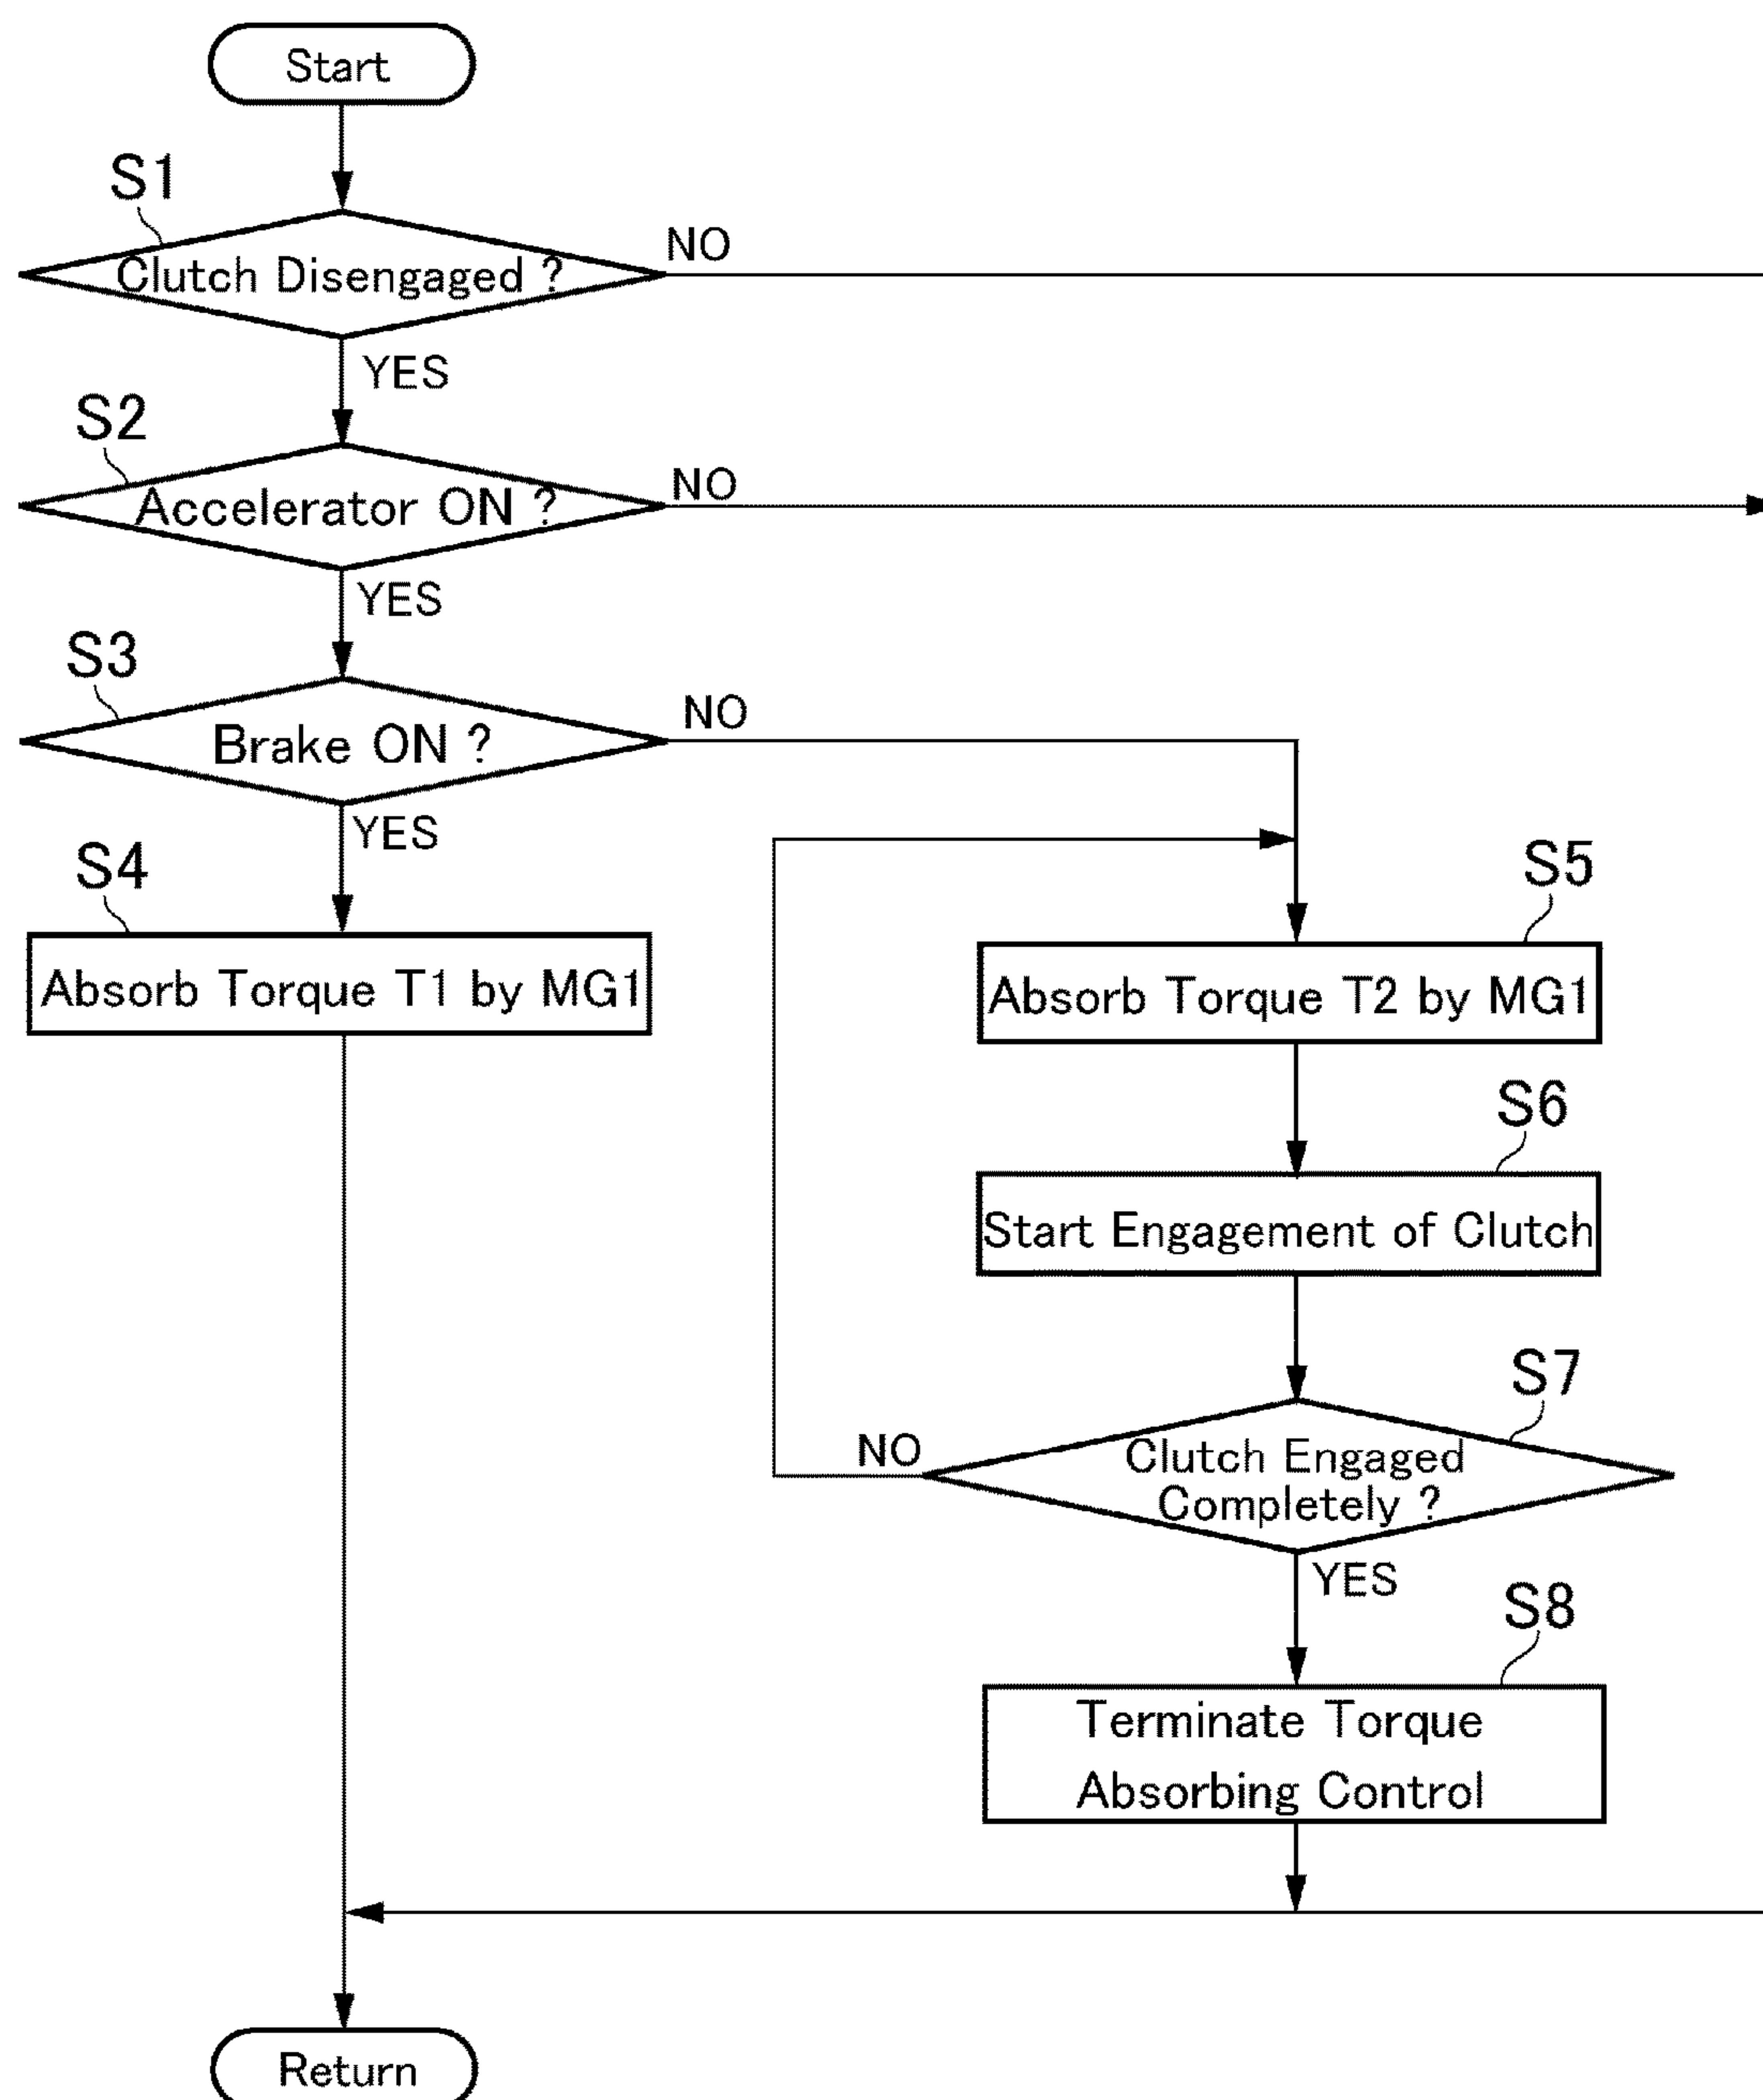 Start
S1
Clutch Disengaged ?
NO
YES
S2
Accelerator ON ?
NO
YES
S3
Brake ON ?
NO
YES
S4
Absorb Torque T1 by MG1
S5
Absorb Torque T2 by MG1
S6
Start Engagement of Clutch
S7
Clutch Engaged
Completely ?
NO
YES
S8
Terminate Torque
Absorbing Control
Return